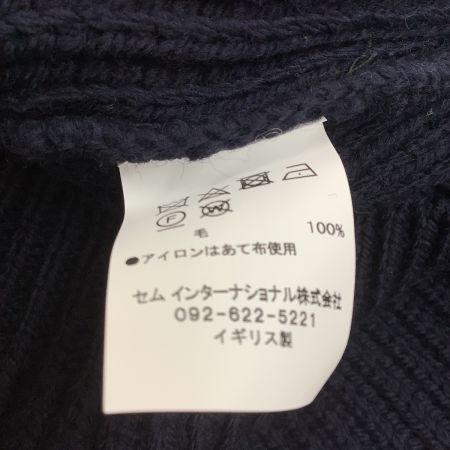 F W
毛 100%
●アイロンはあて布使用
セム インターナショナル株式会社
092-622-5221
イギリス製